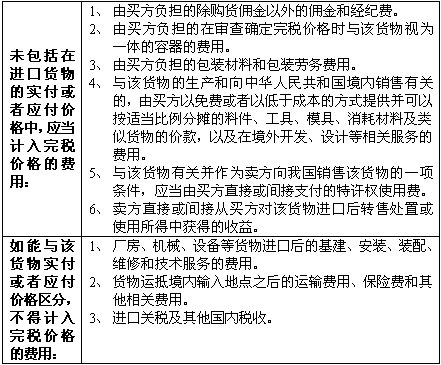 未包括在
进口货物
的实付或
者应付价
格中，应当
计入完税
价格的费
用：
1、 由买方负担的除购货佣金以外的佣金和经纪费。
2、 由买方负担的在审查确定完税价格时与该货物视为
一体的容器的费用。
3、 由买方负担的包装材料和包装劳务费用。
4、 与该货物的生产和向中华人民共和国境内销售有关
的，由买方以免费或者以低于成本的方式提供并可以
按适当比例分摊的料件、工具、模具、消耗材料及类
似货物的价款，以及在境外开发、设计等相关服务的
费用。
5、 与该货物有关并作为卖方向我国销售该货物的一项
条件，应当由买方直接或间接支付的特许权使用费。
6、 卖方直接或间接从买方对该货物进口后转售处置或
使用所得中获得的收益。
如能与该
货物实付
或者应付
价格区分，
不得计入
完税价格
的费用：
1、 厂房、机械、设备等货物进口后的基建、安装、装配、
维修和技术服务的费用。
2、 货物运抵境内输入地点之后的运输费用、保险费和其
他相关费用。
3、 进口关税及其他国内税收。